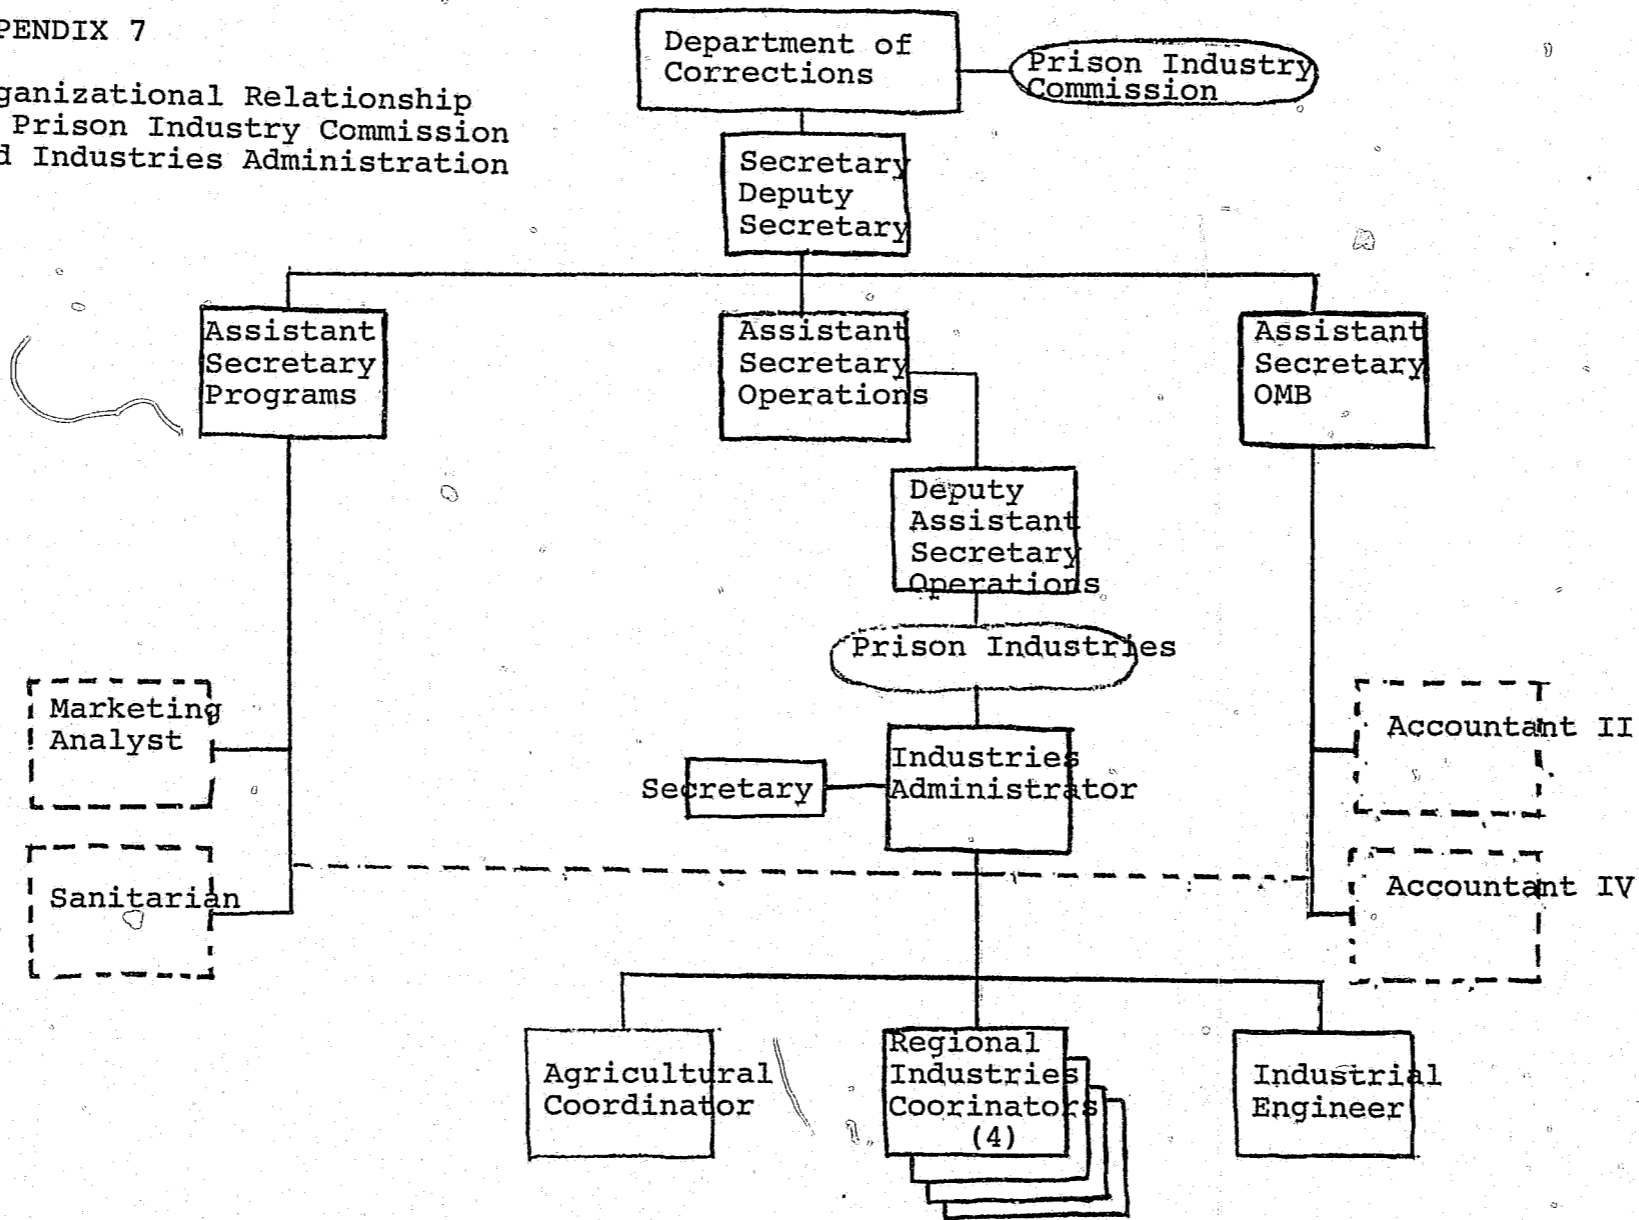 PENDIX 7
ganizational Relationship
Prison Industry Commission
d Industries Administration
Department of
Corrections
Prison Industry
Commission
Secretary
Deputy
Secretary
Assistant
Secretary
Programs
Assistant
Secretary
Operations
Assistant
Secretary
OMB
Deputy
Assistant
Secretary
Operations
Prison Industries
Marketing
Analyst
Accountant II
Industries
Administrator
Secretary
Sanitarian
Accountant IV
Agricultural
Coordinator
Regional
Industries
Coorinators
(4)
Industrial
Engineer